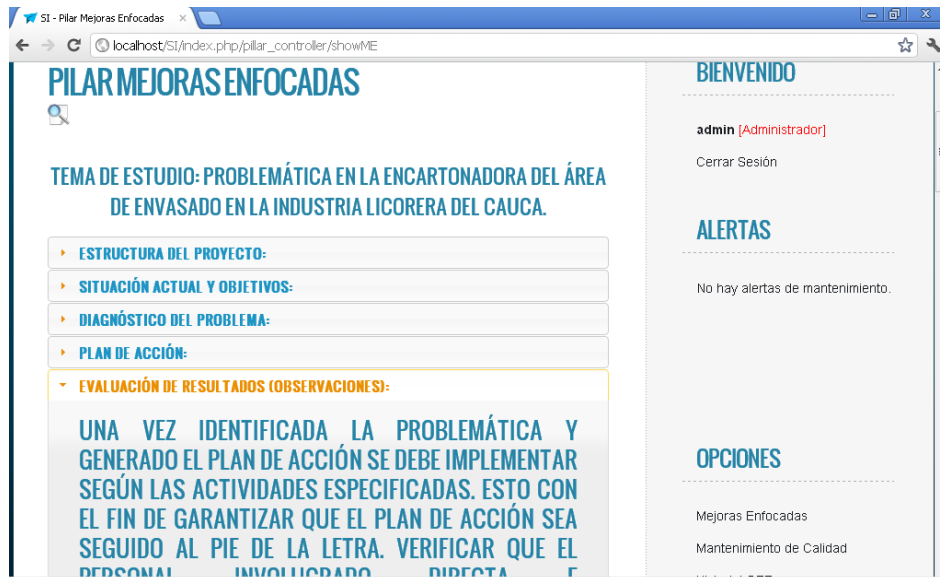 SI - Pilar Mejoras Enfocadas
localhost/SI/index.php/pillar_controller/showME
PILAR MEJORAS ENFOCADAS
TEMA DE ESTUDIO: PROBLEMÁTICA EN LA ENCARTONADORA DEL ÁREA
DE ENVASADO EN LA INDUSTRIA LICORERA DEL CAUCA.
ESTRUCTURA DEL PROYECTO:
SITUACIÓN ACTUAL Y OBJETIVOS:
DIAGNÓSTICO DEL PROBLEMA:
PLAN DE ACCIÓN:
EVALUACIÓN DE RESULTADOS (OBSERVACIONES):
UNA VEZ IDENTIFICADA LA PROBLEMÁTICA Y
GENERADO EL PLAN DE ACCIÓN SE DEBE IMPLEMENTAR
SEGÚN LAS ACTIVIDADES ESPECIFICADAS. ESTO CON
EL FIN DE GARANTIZAR QUE EL PLAN DE ACCIÓN SEA
SEGUIDO AL PIE DE LA LETRA. VERIFICAR QUE EL
PERSONAL INVOLUCRADO DIRECTA E
BIENVENIDO
admin [Administrador]
Cerrar Sesión
ALERTAS
No hay alertas de mantenimiento.
OPCIONES
Mejoras Enfocadas
Mantenimiento de Calidad